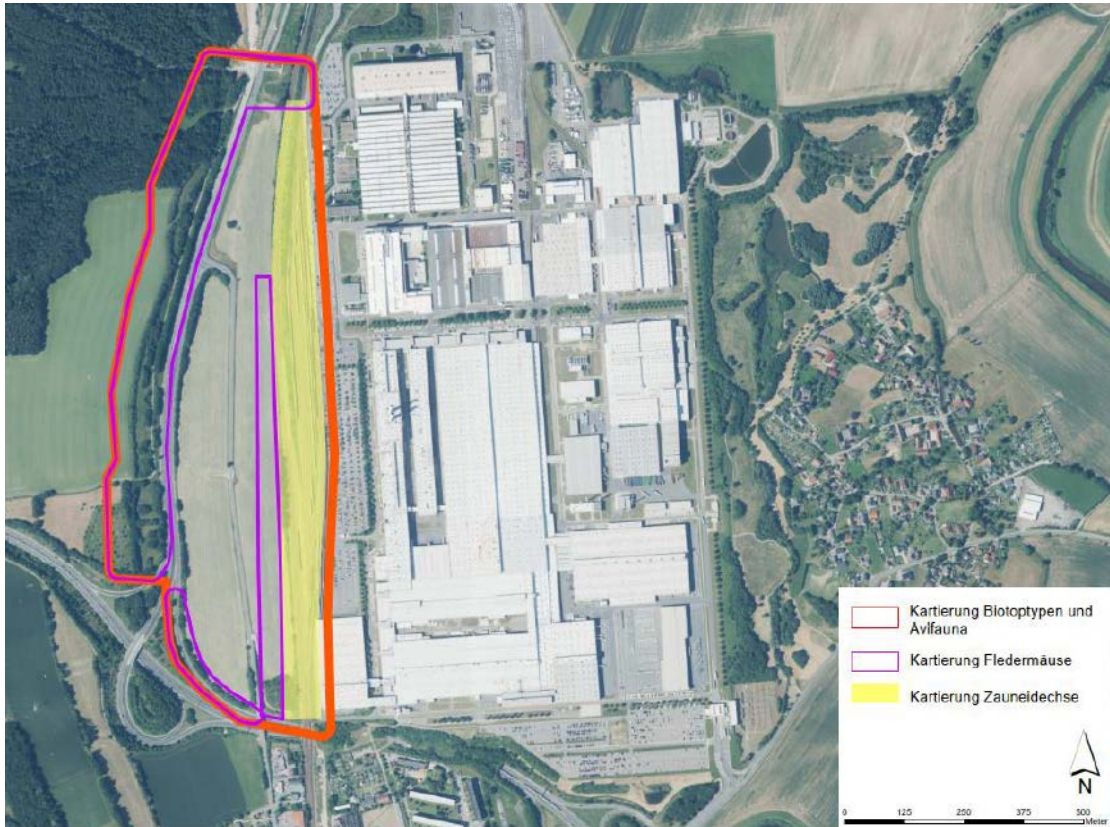 Kartierung Biotoptypen und
Avifauna
Kartierung Fledermäuse
Kartierung Zauneidechse
N
0 125 250 375 500
Meter